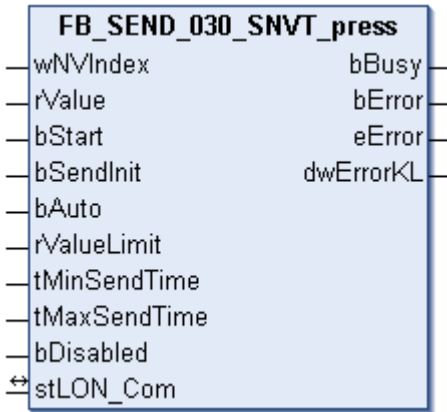 FB_SEND_030_SNVT_press
wNVIndex bBusy
rValue bError
bStart eError
bSendInit dwErrorKL
bAuto
rValueLimit
tMinSendTime
tMaxSendTime
bDisabled
stLON_Com